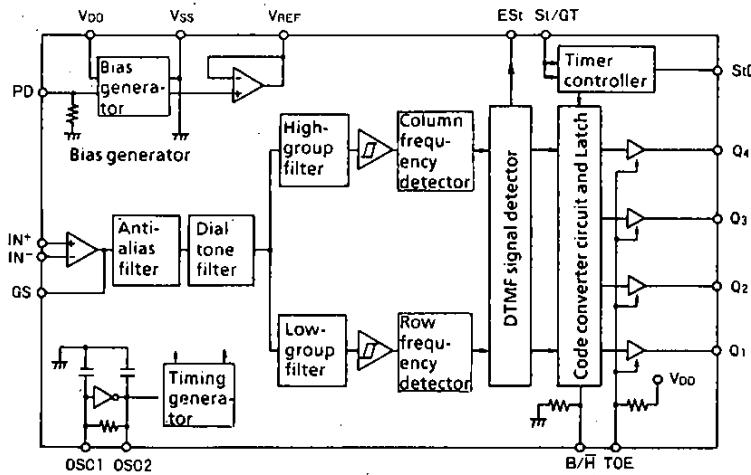 VDD
VSS
VREF
ESt
St/GT
Bias
genera-
tor
Timer
controller
StD
PD
Bias generator
High-
group
filter
Column
frequ-
ency
detector
DTMF signal detector
Code converter circuit and Latch
Q4
IN+
IN-
+
-
Anti-
alias
filter
Dial
tone
filter
Q3
GS
Q2
Low-
group
filter
Row
frequ-
ency
detector
Q1
Timing
genera-
tor
VDD
OSC1
OSC2
B/H̅
TOE